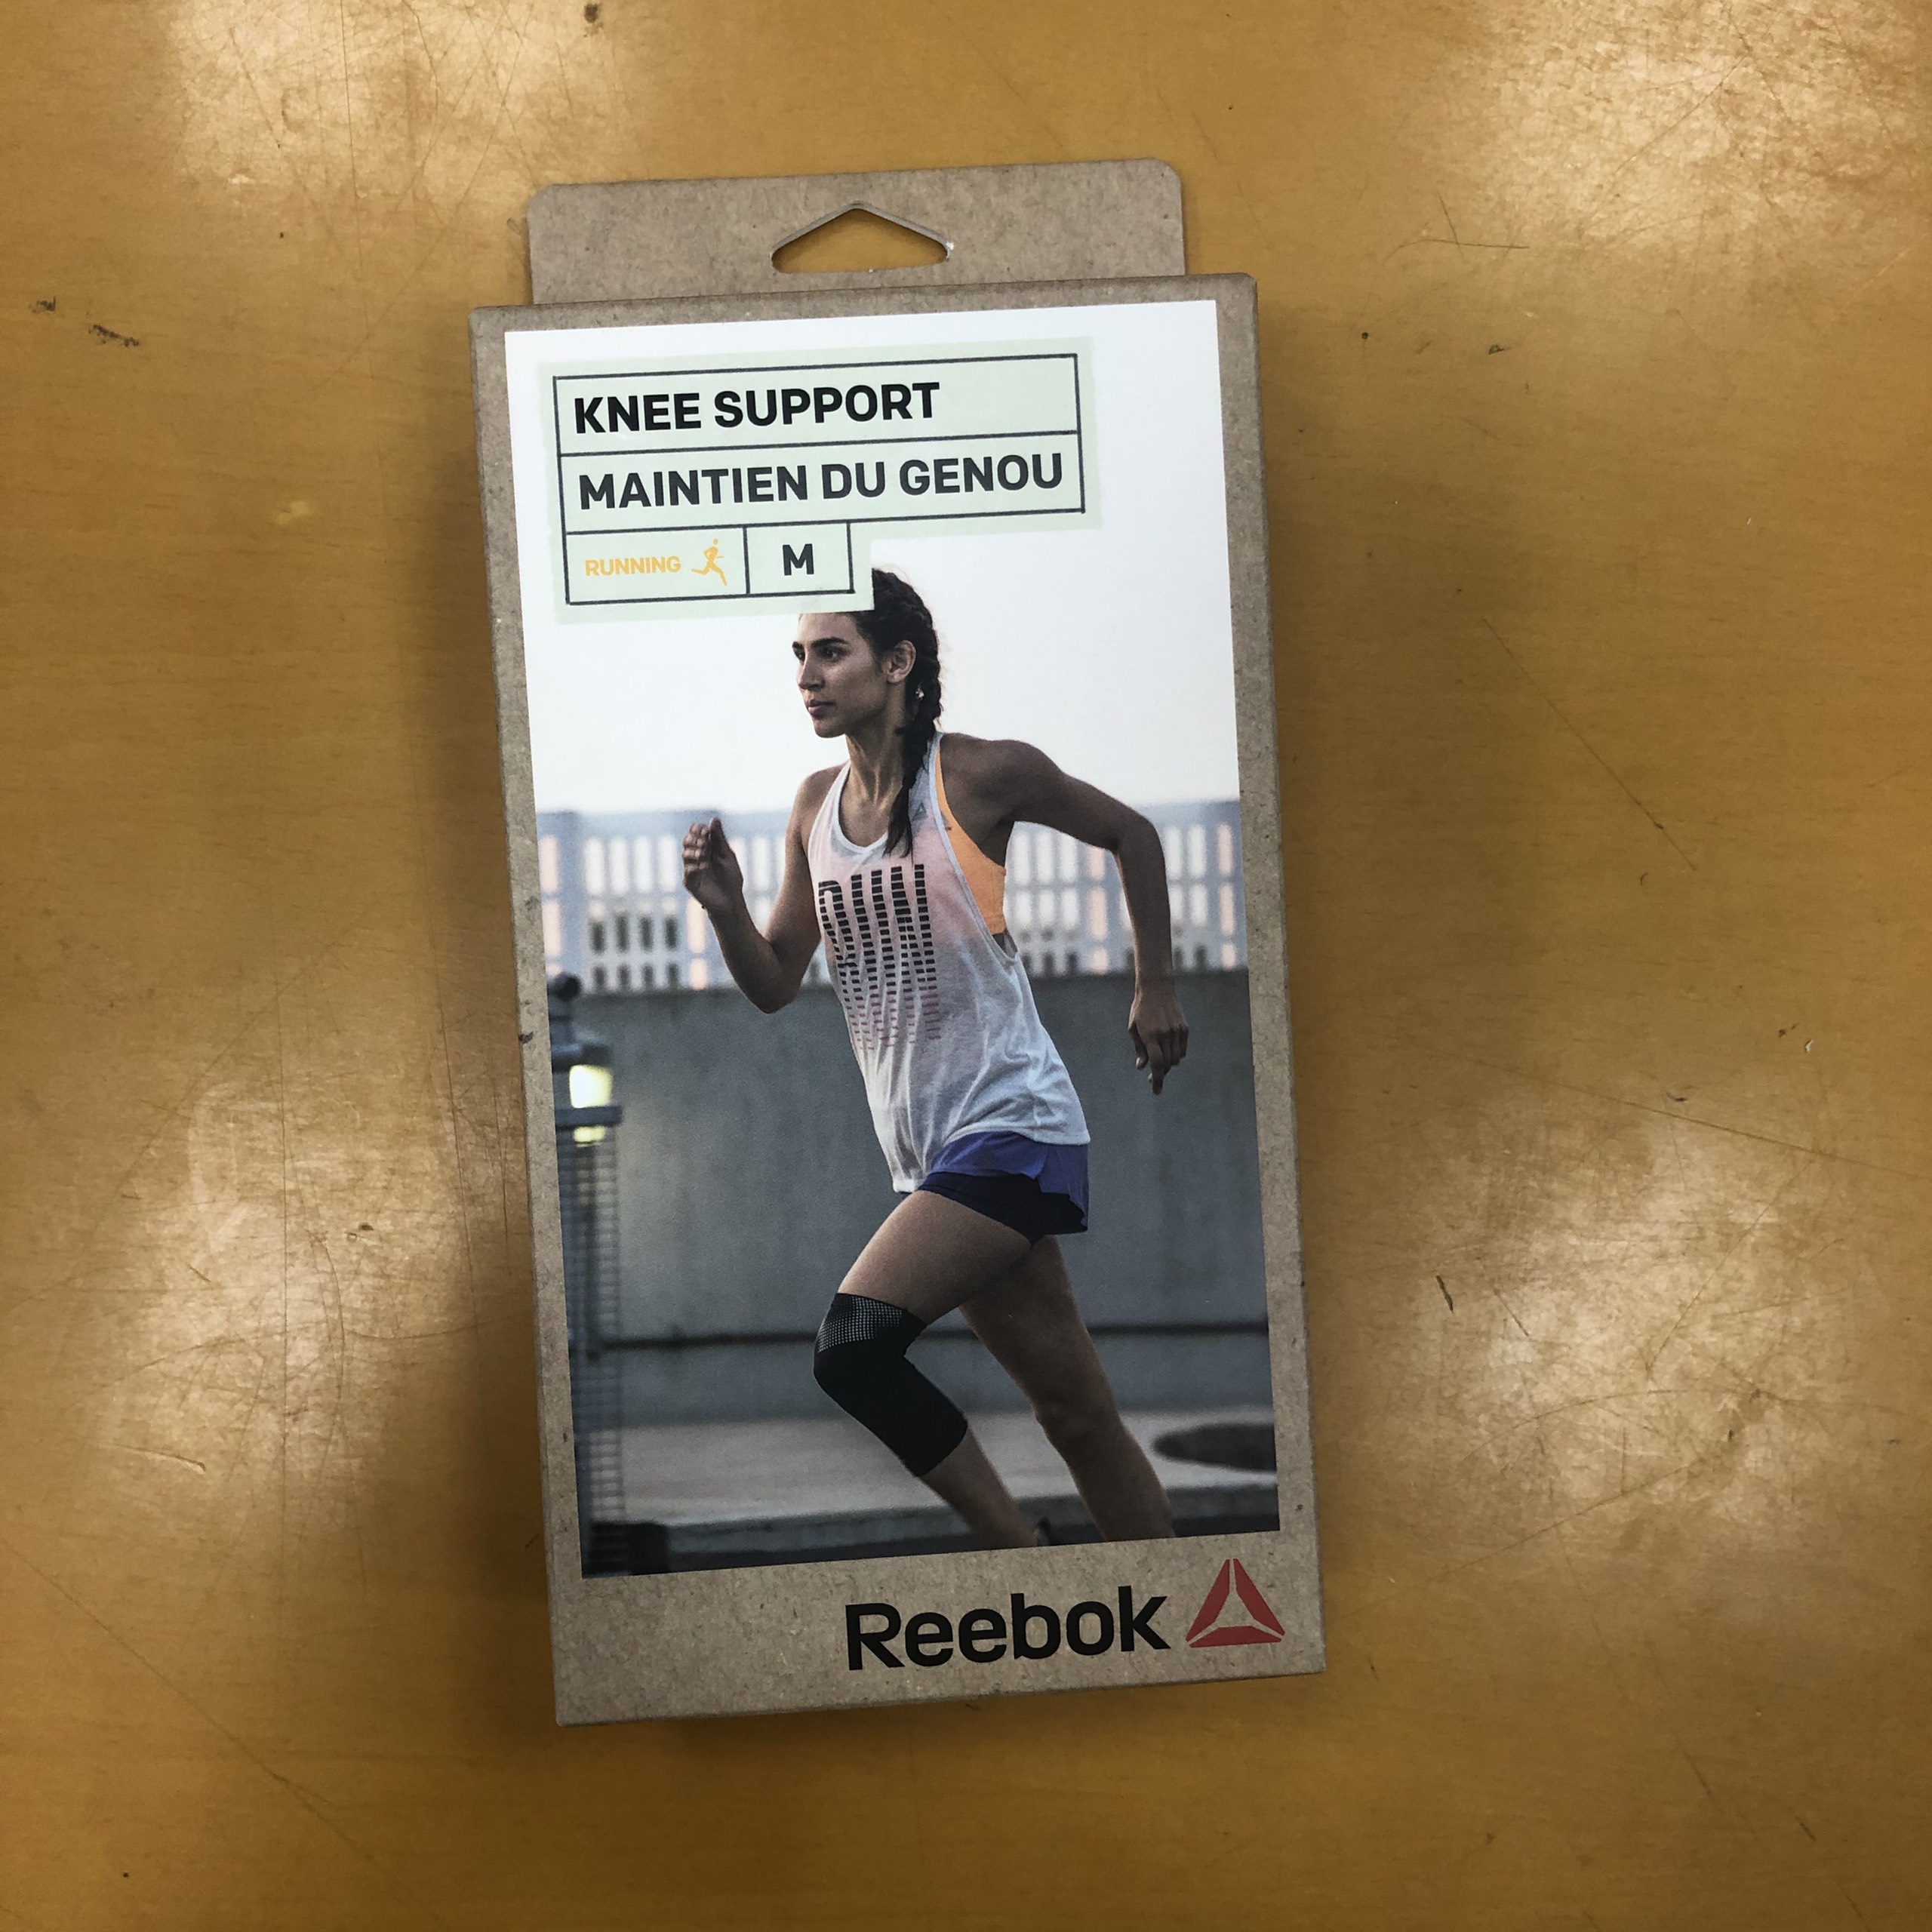 KNEE SUPPORT
MAINTIEN DU GENOU
RUNNING M
RUN
Reebok